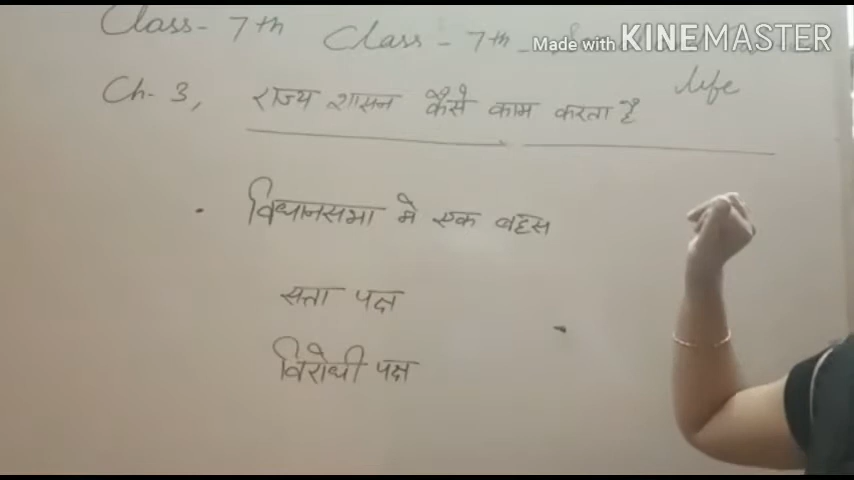 Class - 7th Class - 7th
Made with KINEMASTER
life
Ch- 3, राज्य शासन कैसे काम करता है
. विधानसभा मे एक बहस
सत्ता पक्ष
विरोधी पक्ष